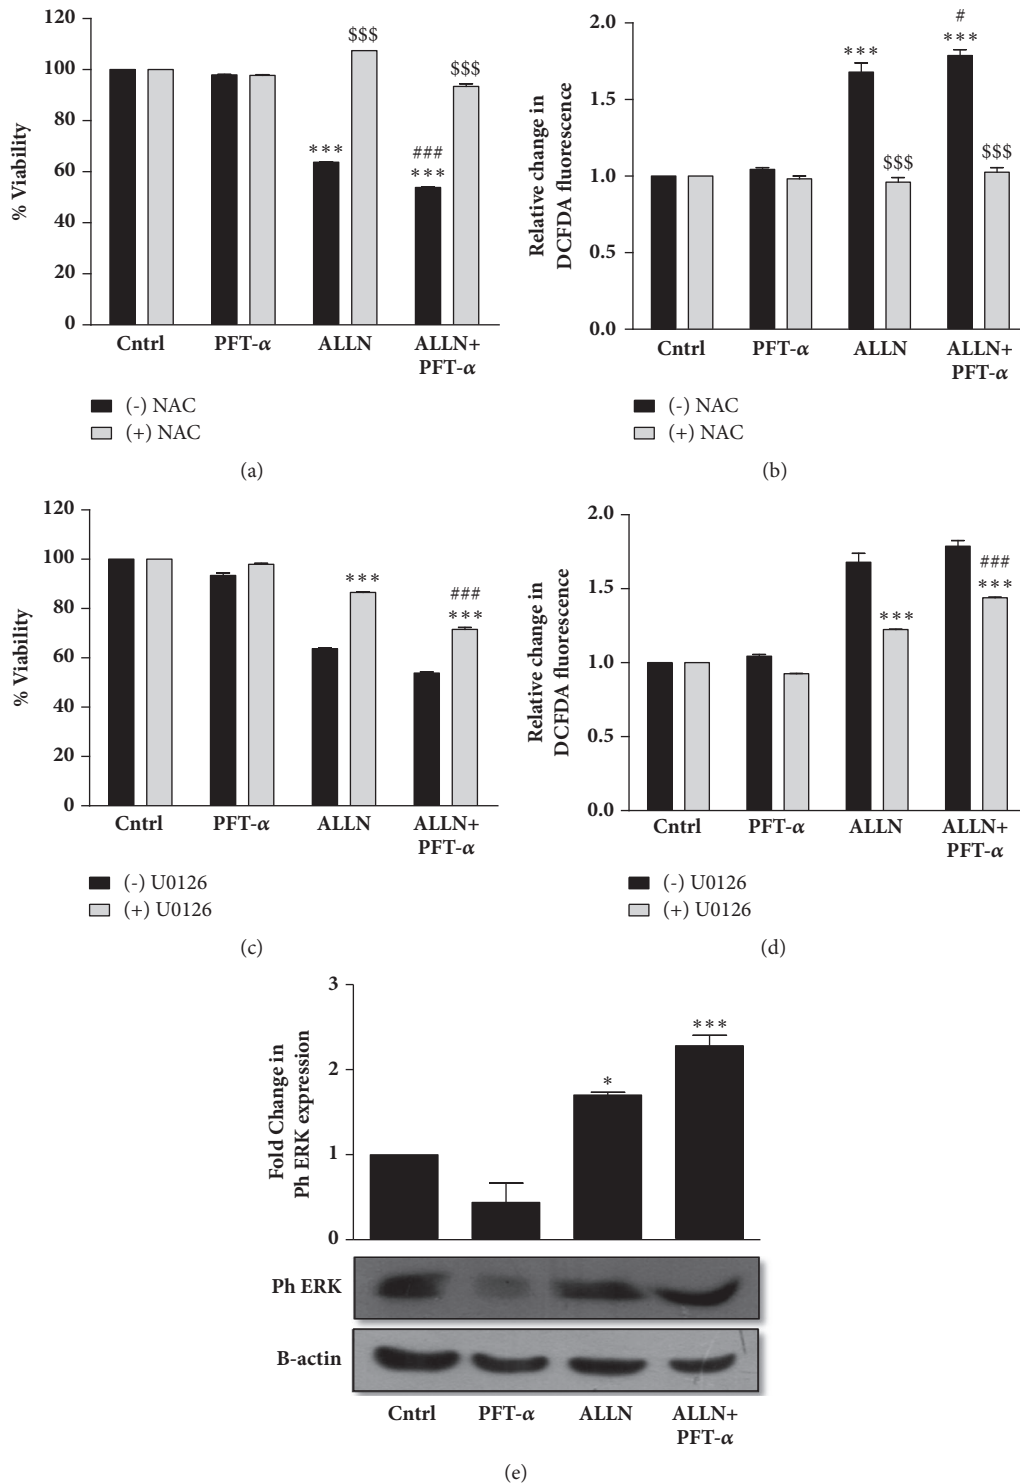 120
100
80
60
40
20
0
% Viability
***
$$$
###
***
$$$
Cntrl PFT-α ALLN ALLN+
PFT-α
(-) NAC
(+) NAC
(a)
2.0
1.5
1.0
0.5
0.0
Relative change in
DCFDA fluorescence
***
$$$
#
***
$$$
Cntrl PFT-α ALLN ALLN+
PFT-α
(-) NAC
(+) NAC
(b)
120
100
80
60
40
20
0
% Viability
***
###
***
Cntrl PFT-α ALLN ALLN+
PFT-α
(-) U0126
(+) U0126
(c)
2.0
1.5
1.0
0.5
0.0
Relative change in
DCFDA fluorescence
***
###
***
Cntrl PFT-α ALLN ALLN+
PFT-α
(-) U0126
(+) U0126
(d)
3
2
1
0
Fold Change in
Ph ERK expression
*
***
Ph ERK
B-actin
Cntrl PFT-α ALLN ALLN+
PFT-α
(e)